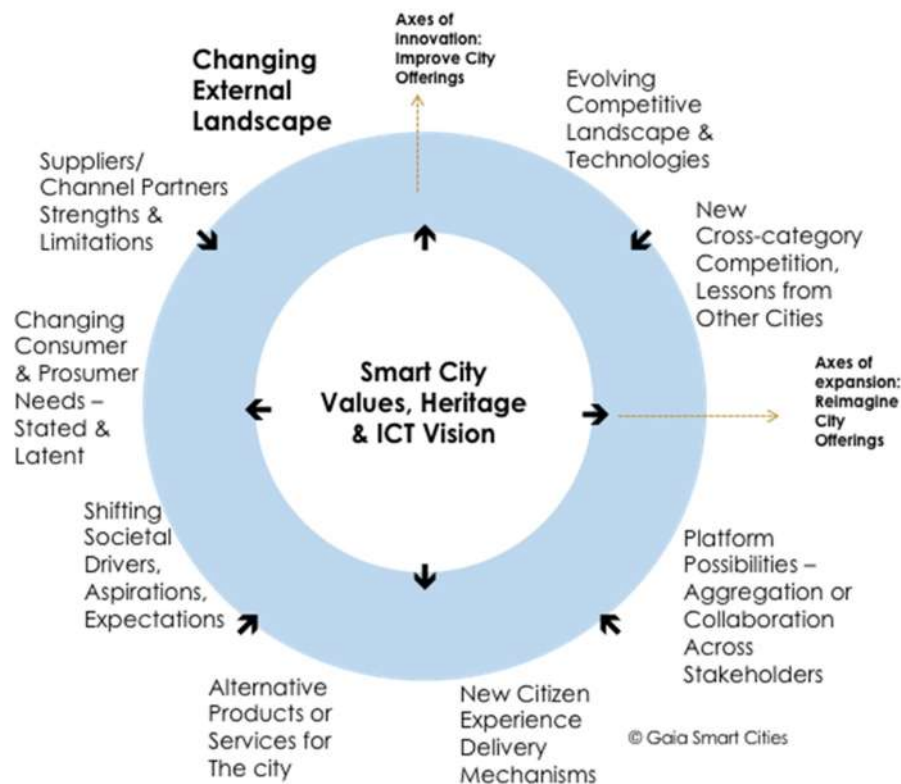 Axes of
innovation:
Improve City
Offerings
Changing
External
Landscape
Evolving
Competitive
Landscape &
Technologies
Suppliers/
Channel Partners
Strengths &
Limitations
New
Cross-category
Competition,
Lessons from
Other Cities
Changing
Consumer
& Prosumer
Needs –
Stated &
Latent
Smart City
Values, Heritage
& ICT Vision
Axes of
expansion:
Reimagine
City
Offerings
Shifting
Societal
Drivers,
Aspirations,
Expectations
Platform
Possibilities –
Aggregation or
Collaboration
Across
Stakeholders
Alternative
Products or
Services for
The city
New Citizen
Experience
Delivery
Mechanisms
© Gaia Smart Cities